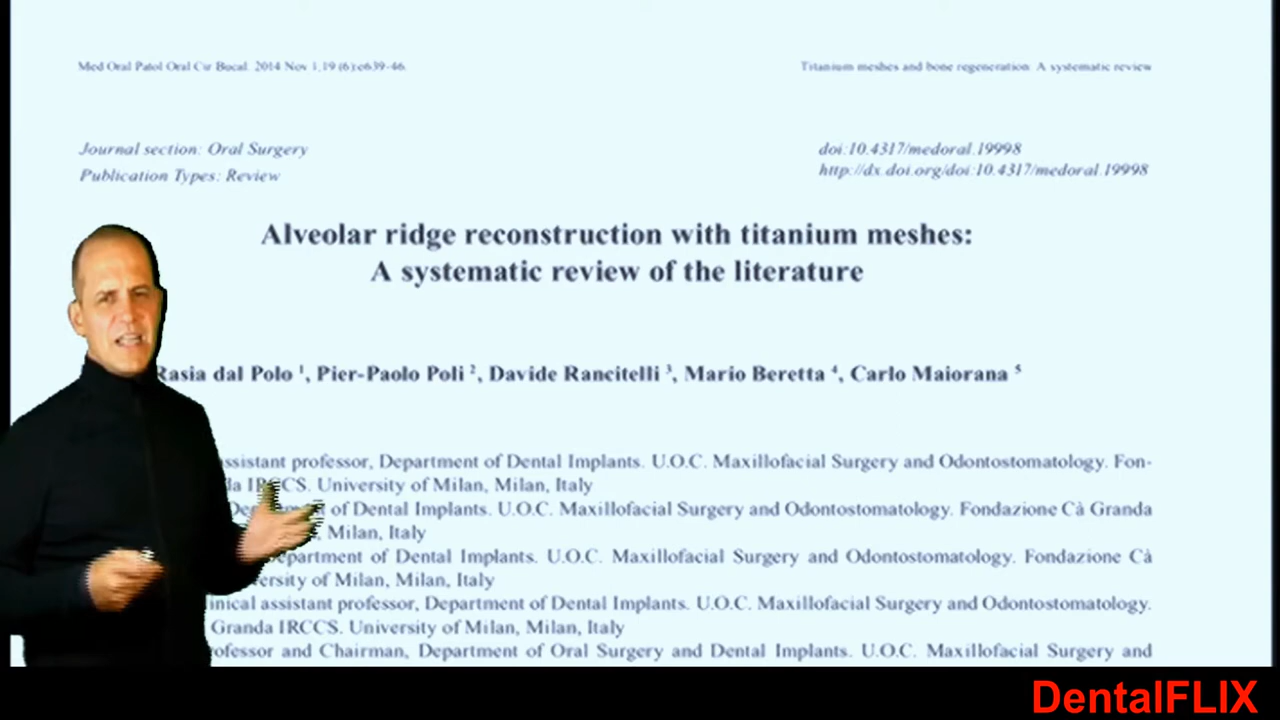 Med Oral Patol Oral Cir Bucal. 2014 Nov 1;19 (6):e639-46.
Titanium meshes and bone regeneration: A systematic review
Journal section: Oral Surgery
Publication Types: Review
doi:10.4317/medoral.19998
http://dx.doi.org/doi:10.4317/medoral.19998
Alveolar ridge reconstruction with titanium meshes:
A systematic review of the literature
Rasia dal Polo 1, Pier-Paolo Poli 2, Davide Rancitelli 3, Mario Beretta 4, Carlo Maiorana 5
assistant professor, Department of Dental Implants. U.O.C. Maxillofacial Surgery and Odontostomatology. Fon-
University of Milan, Milan, Italy
of Dental Implants. U.O.C. Maxillofacial Surgery and Odontostomatology. Fondazione Cà Granda
Milan, Italy
Department of Dental Implants. U.O.C. Maxillofacial Surgery and Odontostomatology. Fondazione Cà
of Milan, Milan, Italy
assistant professor, Department of Dental Implants. U.O.C. Maxillofacial Surgery and Odontostomatology.
Granda IRCCS. University of Milan, Milan, Italy
and Chairman, Department of Oral Surgery and Dental Implants. U.O.C. Maxillofacial Surgery and
DentalFLIX